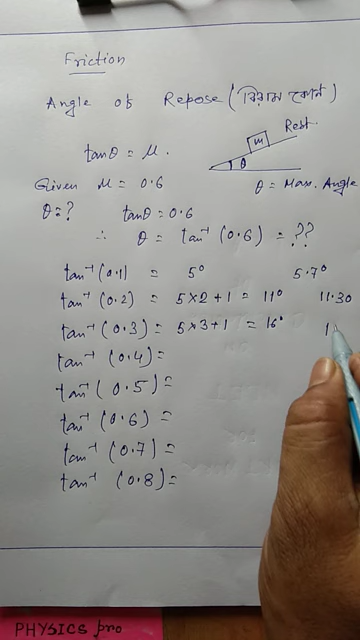 Friction
Angle of Repose (বিরাম কোণ)
tanθ = μ.
m
Rest.
θ
Given μ = 0.6
θ = Max. Angle
θ = ?
tanθ = 0.6
∴ θ = tan⁻¹ (0.6) = ??
tan⁻¹ (0.1) = 5° 5.7°
tan⁻¹ (0.2) = 5×2+1 = 11° 11.30
tan⁻¹ (0.3) = 5×3+1 = 16° 1
tan⁻¹ (0.4) =
tan⁻¹ (0.5) =
tan⁻¹ (0.6) =
tan⁻¹ (0.7) =
tan⁻¹ (0.8) =
PHYSICS pro